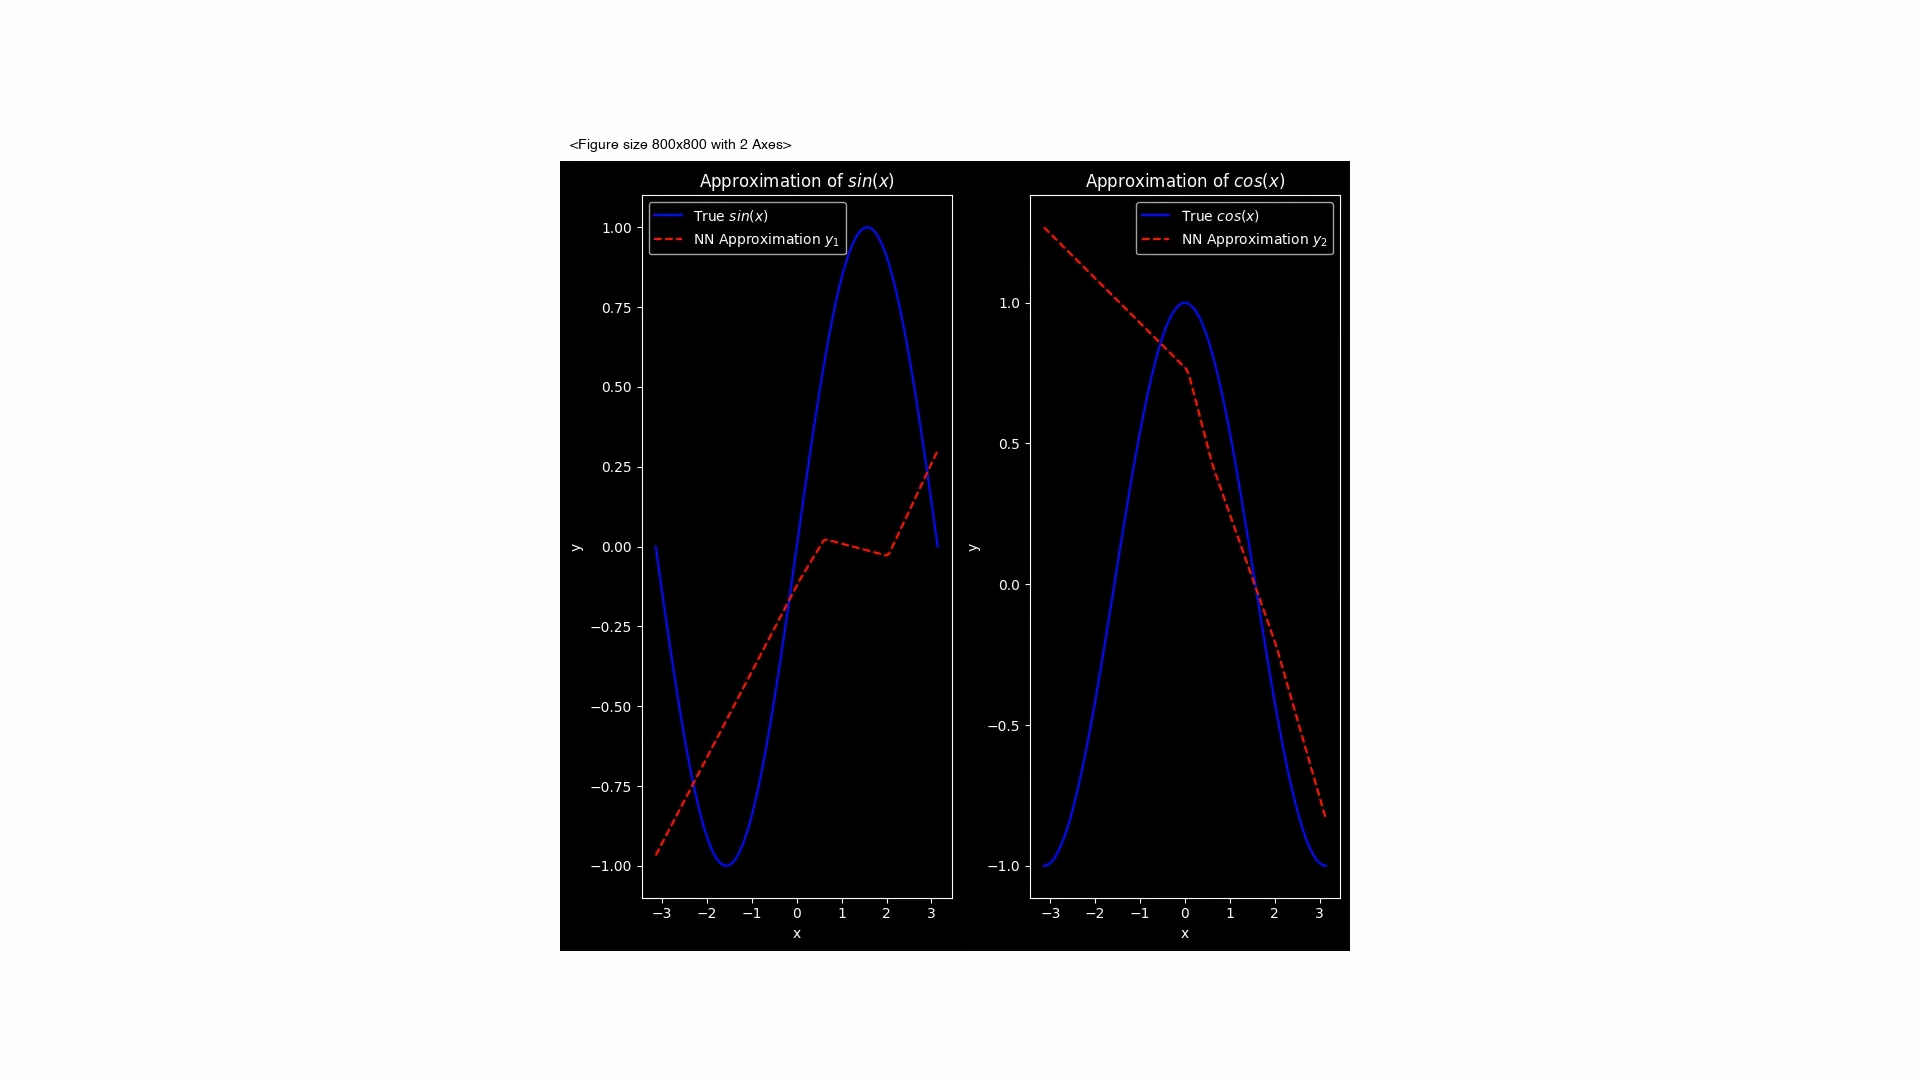 <Figure size 800x800 with 2 Axes>
Approximation of sin(x)
True sin(x)
NN Approximation y₁
1.00
0.75
0.50
0.25
0.00
−0.25
−0.50
−0.75
−1.00
y
−3 −2 −1 0 1 2 3
x
Approximation of cos(x)
True cos(x)
NN Approximation y₂
1.0
0.5
0.0
−0.5
−1.0
y
−3 −2 −1 0 1 2 3
x